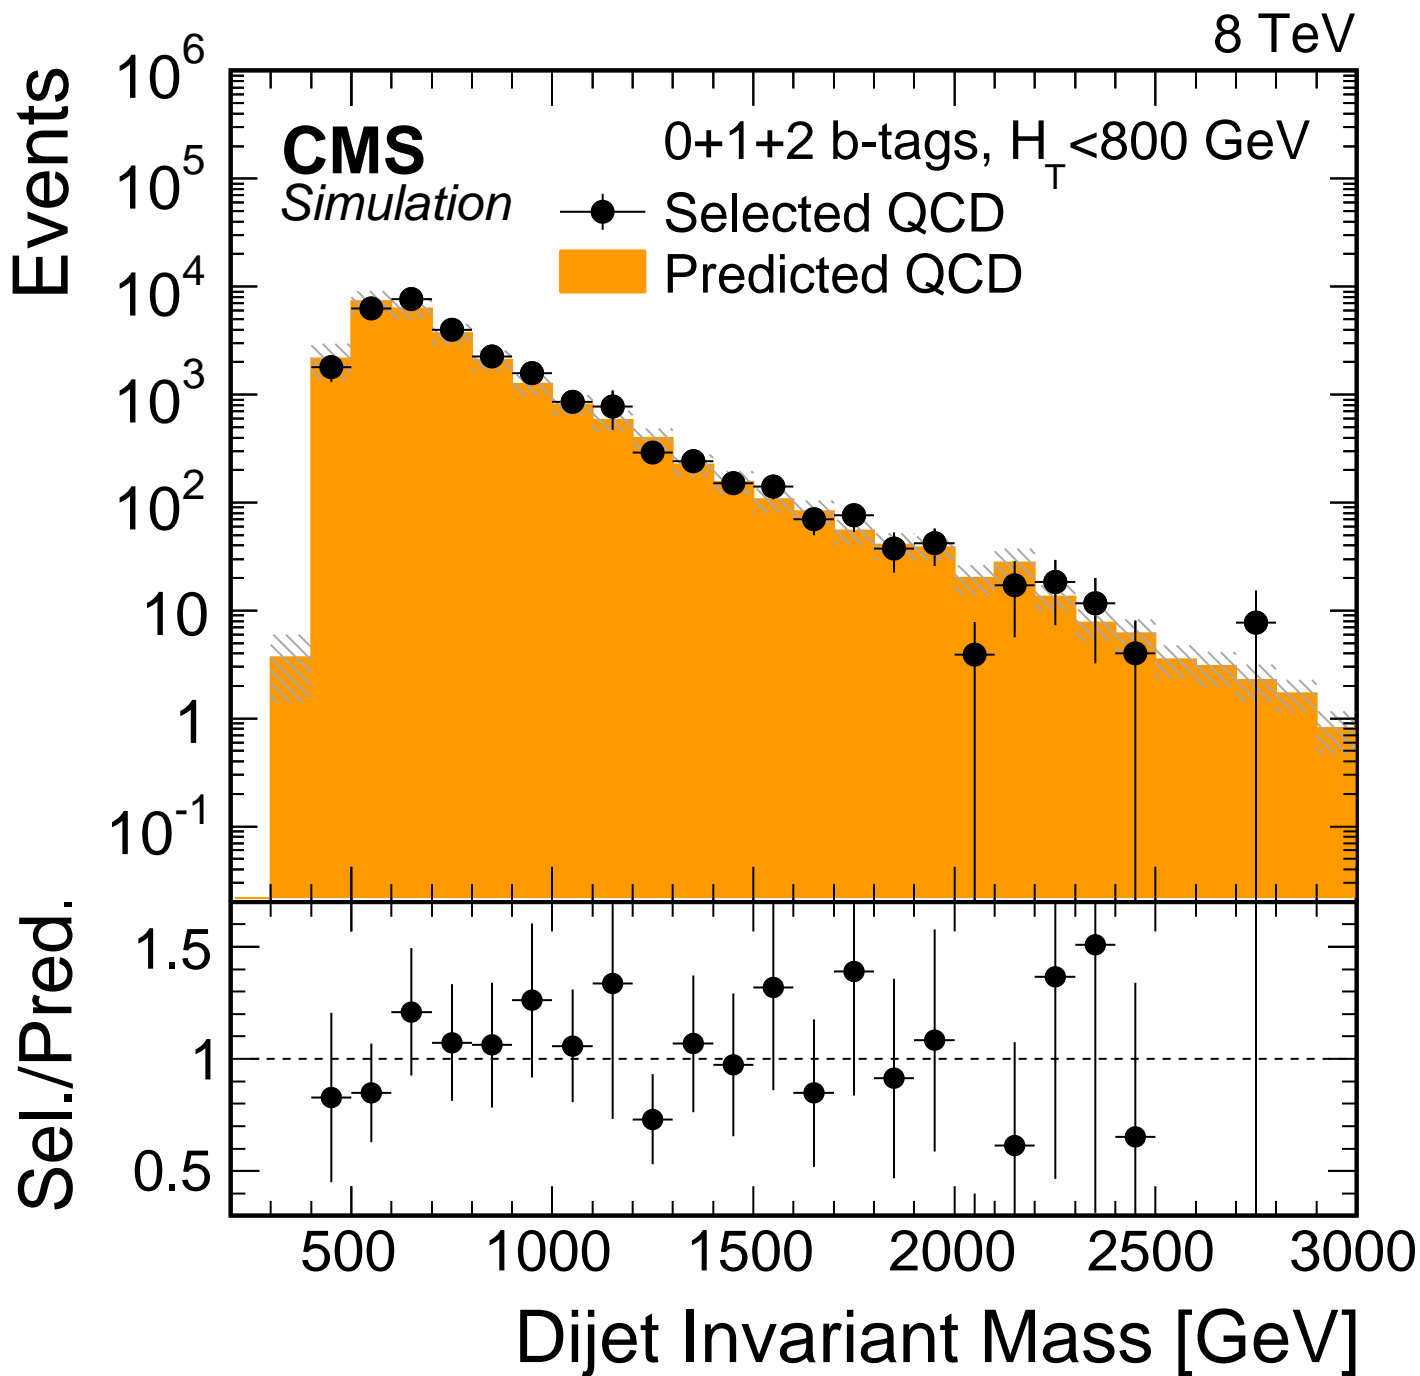 8 TeV
Events
10^6
10^5
10^4
10^3
10^2
10
1
10^-1
CMS
Simulation
0+1+2 b-tags, H_T<800 GeV
Selected QCD
Predicted QCD
Sel./Pred.
1.5
1
0.5
500 1000 1500 2000 2500 3000
Dijet Invariant Mass [GeV]